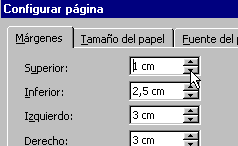 Configurar página
Márgenes Tamaño del papel Fuente del
Superior: 1 cm
Inferior: 2,5 cm
Izquierdo: 3 cm
Derecho: 3 cm